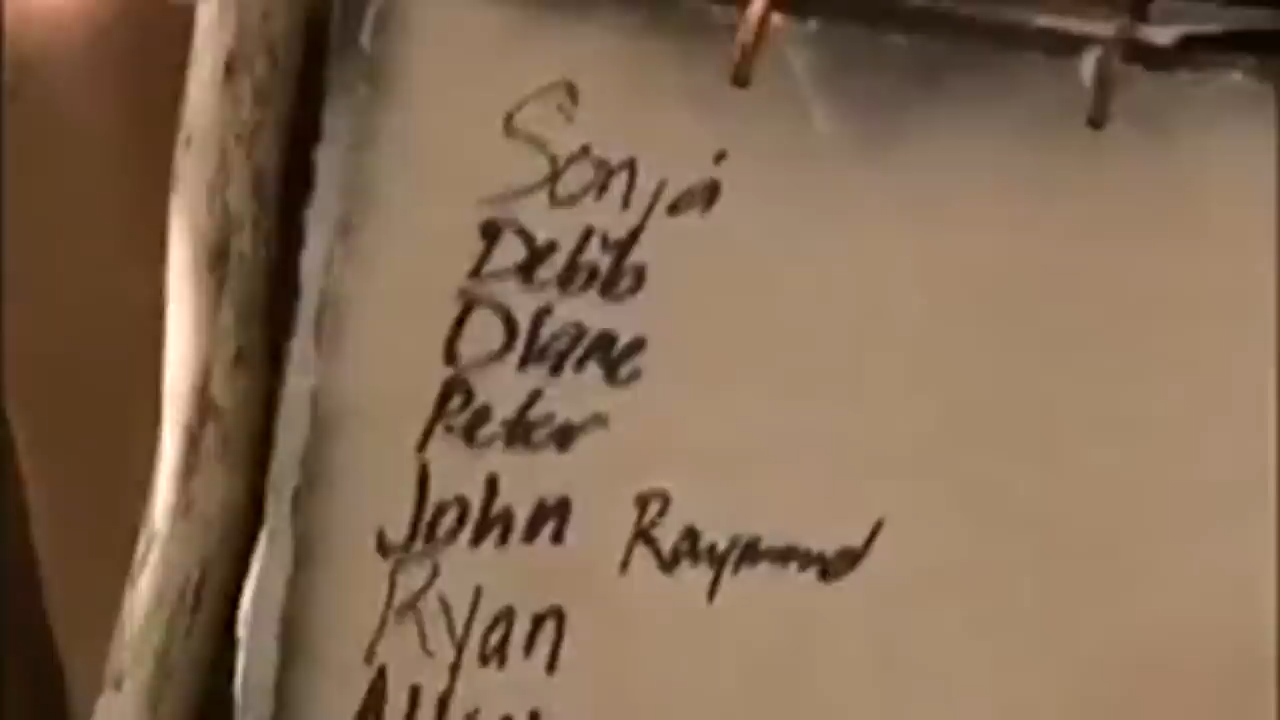 Sonja
Debb
Diane
Peter
John Raymond
Ryan